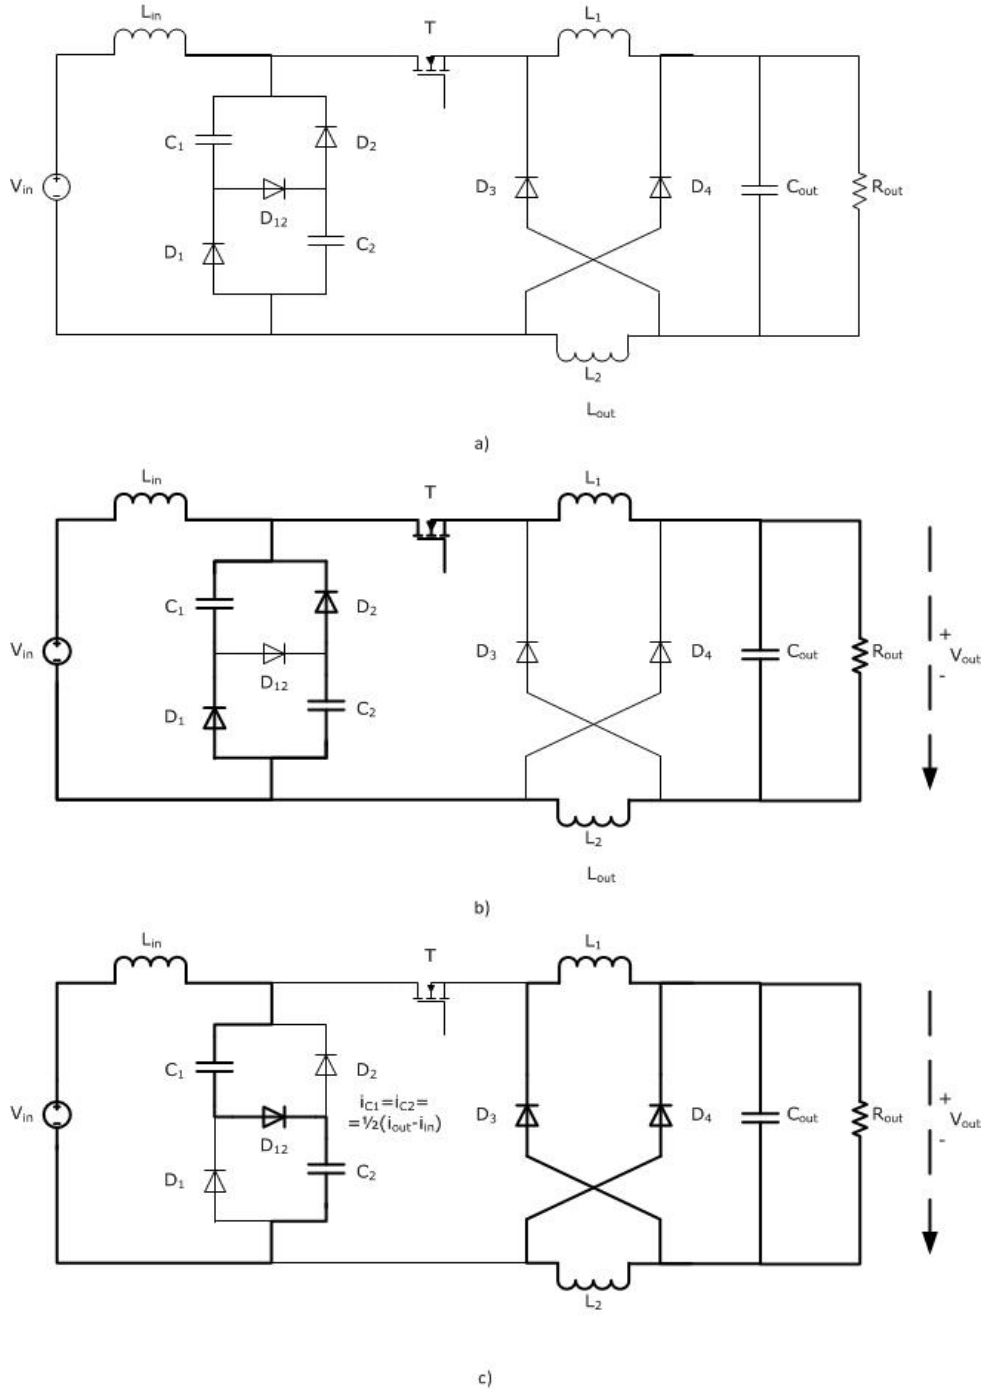 Lin
T
L1
C1
D2
Vin
D12
D3
D4
Cout
Rout
D1
C2
L2
Lout
a)
Lin
T
L1
C1
D2
Vin
D12
D3
D4
Cout
Rout
+
Vout
-
D1
C2
L2
Lout
b)
Lin
T
L1
C1
D2
Vin
iC1=iC2=
=½(iout-iin)
D12
D3
D4
Cout
Rout
+
Vout
-
D1
C2
L2
c)